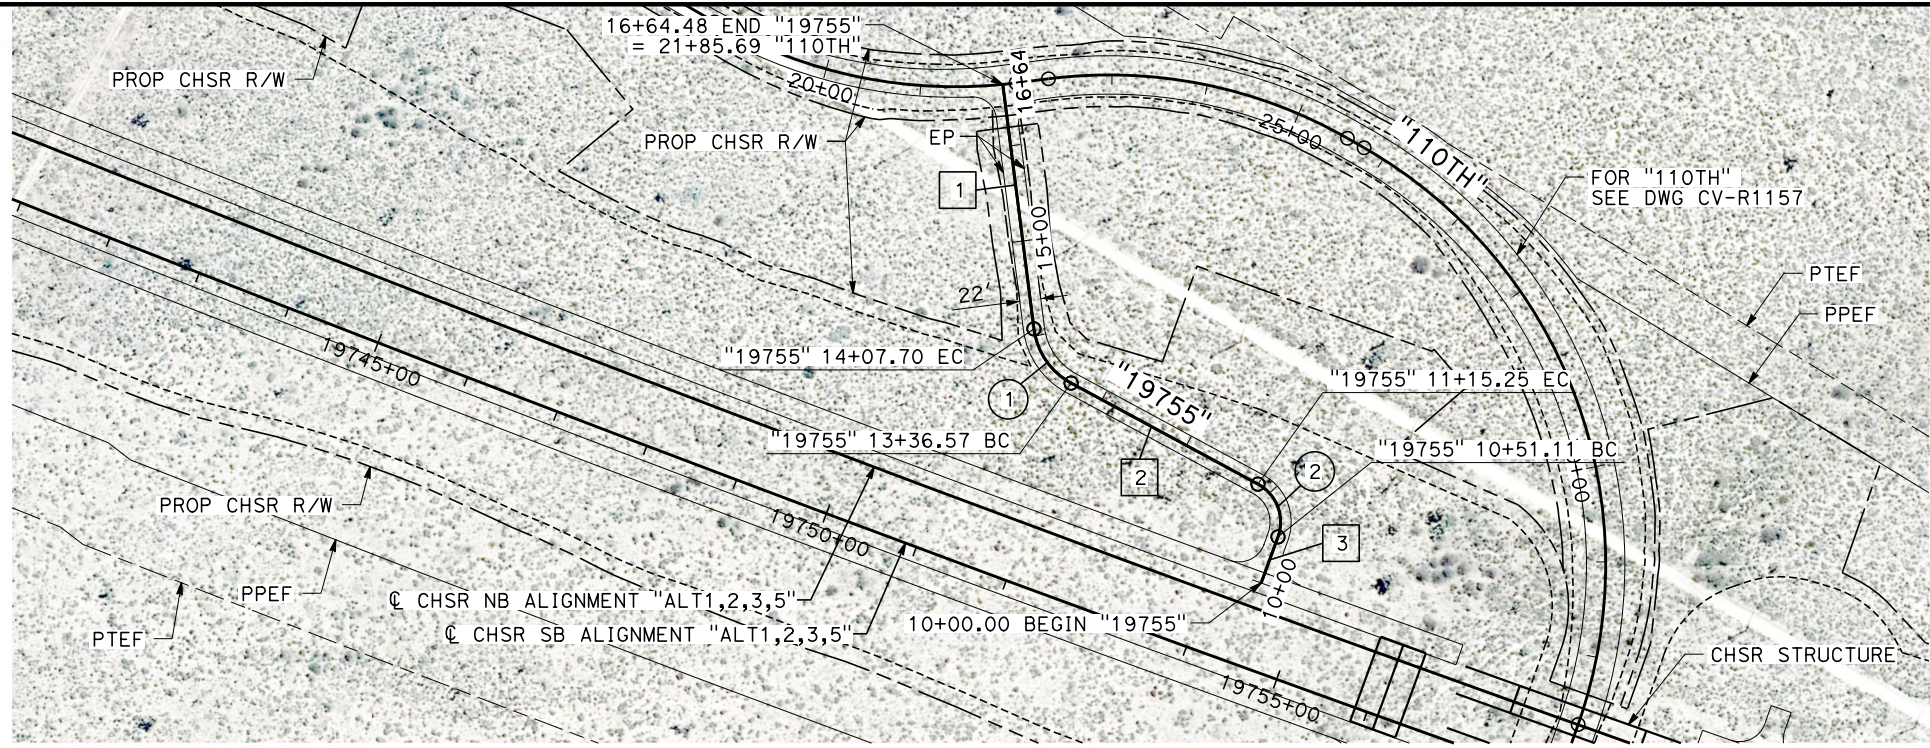 16+64.48 END "19755"
= 21+85.69 "110TH"
PROP CHSR R/W
20+00
16+64
PROP CHSR R/W
EP
25+00
"110TH"
1
FOR "110TH"
SEE DWG CV-R1157
15+00
PTEF
22'
PPEF
19745+00
"19755" 14+07.70 EC
"19755"
"19755" 11+15.25 EC
1
"19755" 13+36.57 BC
"19755" 10+51.11 BC
2
2
PROP CHSR R/W
19750+00
3
10+00
PPEF
℄ CHSR NB ALIGNMENT "ALT1,2,3,5"
℄ CHSR SB ALIGNMENT "ALT1,2,3,5"
10+00.00 BEGIN "19755"
PTEF
CHSR STRUCTURE
19755+00